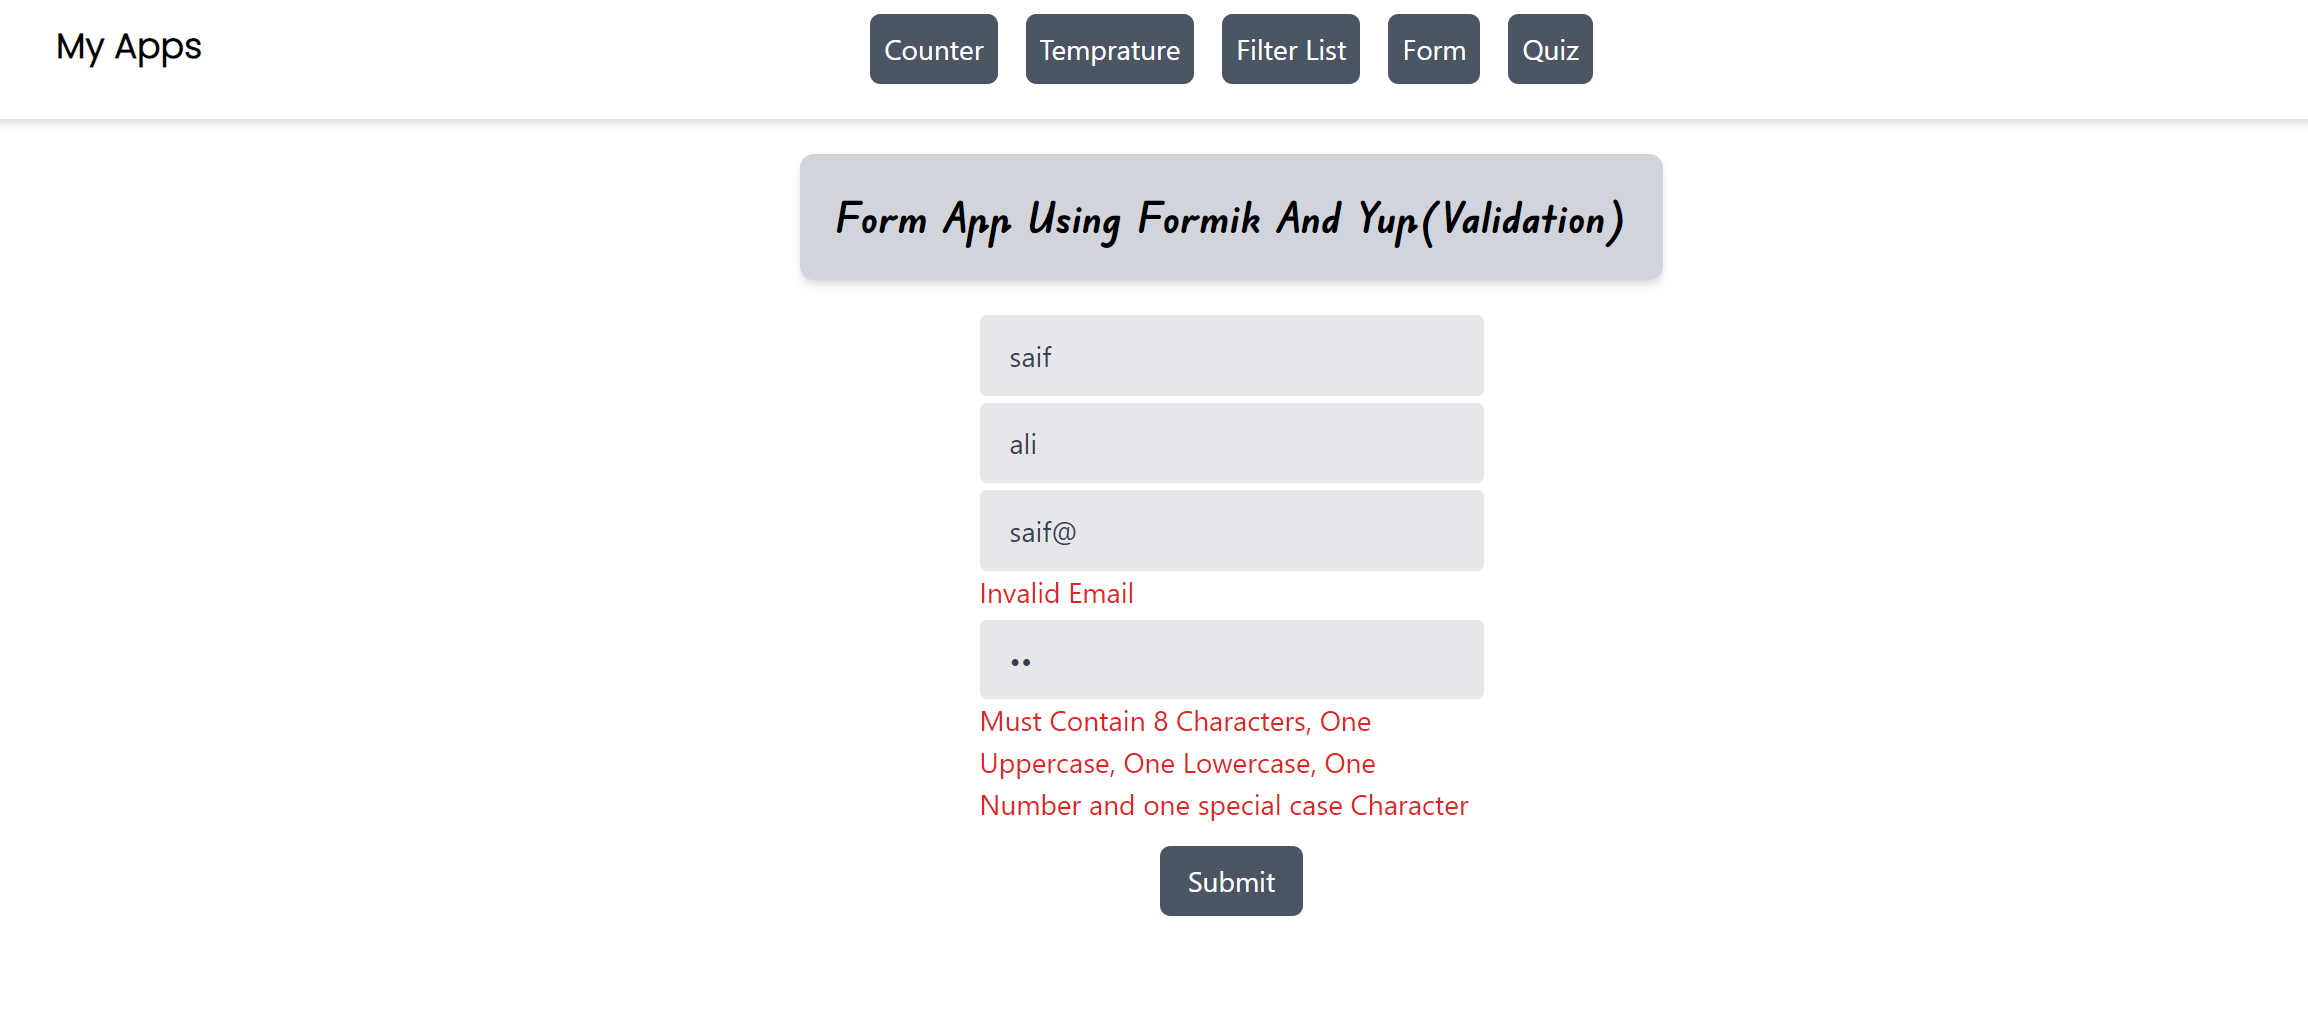 My Apps
Counter Temprature Filter List Form Quiz
Form App Using Formik And Yup(Validation)
saif
ali
saif@
Invalid Email
••
Must Contain 8 Characters, One
Uppercase, One Lowercase, One
Number and one special case Character
Submit